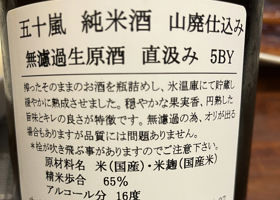 五十嵐 純米酒 山廃仕込み
無濾過生原酒 直汲み 5BY
搾ったそのままのお酒を瓶詰めし、氷温庫にて貯蔵し
緩やかに熟成させました。穏やかな果実香、円熟した
旨味とキレの良さが特徴です。無濾過の為、オリが出る
場合もありますが品質には問題ありません。
*栓が吹き飛ぶ事がありますのでご注意下さい。
原材料名 米(国産)・米麹(国産米)
精米歩合 65%
アルコール分 16度